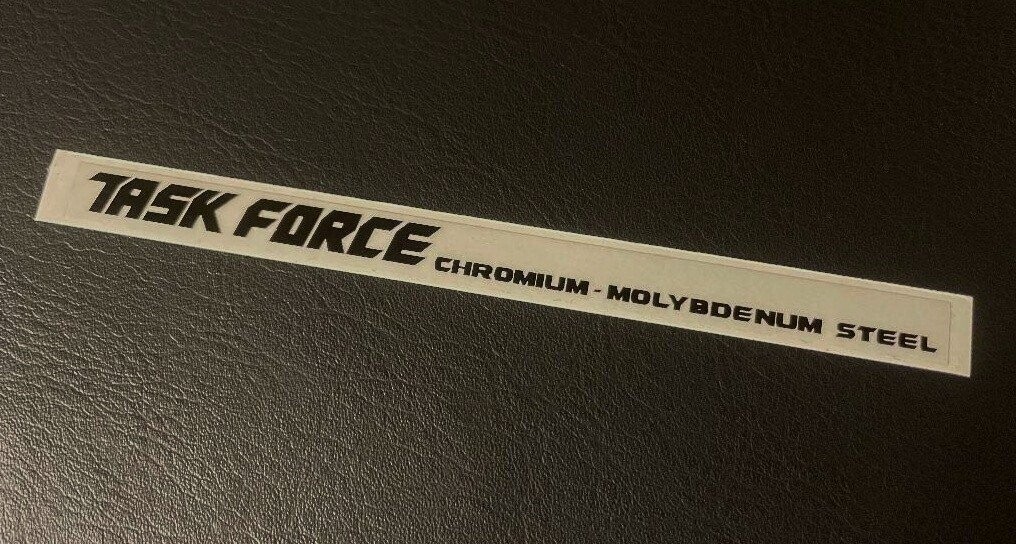 TASK FORCE CHROMIUM-MOLYBDENUM STEEL